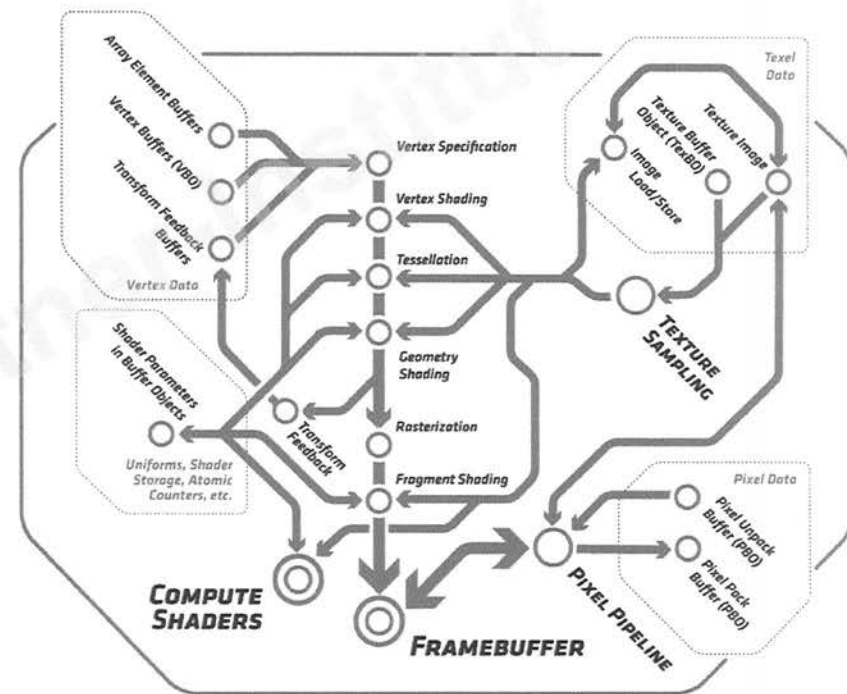 Array Element Buffers
Vertex Buffers (VBO)
Transform Feedback
Buffers
Vertex Data
Vertex Specification
Vertex Shading
Tessellation
Geometry
Shading
Rasterization
Fragment Shading
Texel
Data
Texture Image
Texture Buffer
Object (TexBO)
Image
Load/Store
TEXTURE
SAMPLING
Shader Parameters
in Buffer Objects
Uniforms, Shader
Storage, Atomic
Counters, etc.
Transform
Feedback
Pixel Data
Pixel Unpack
Buffer (PBO)
Pixel Pack
Buffer (PBO)
PIXEL PIPELINE
COMPUTE
SHADERS
FRAMEBUFFER